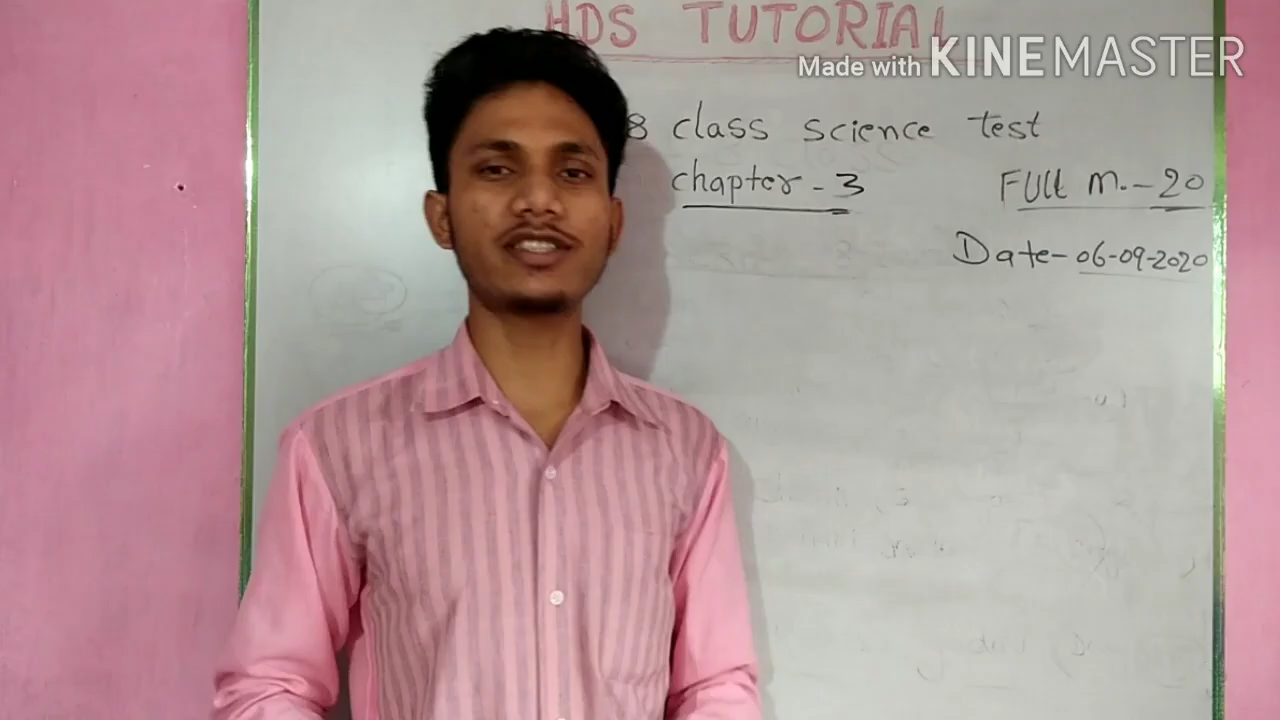 HDS TUTORIAL
Made with KINEMASTER
8 class science test
chapter - 3
Full M. - 20
Date - 06-09-2020